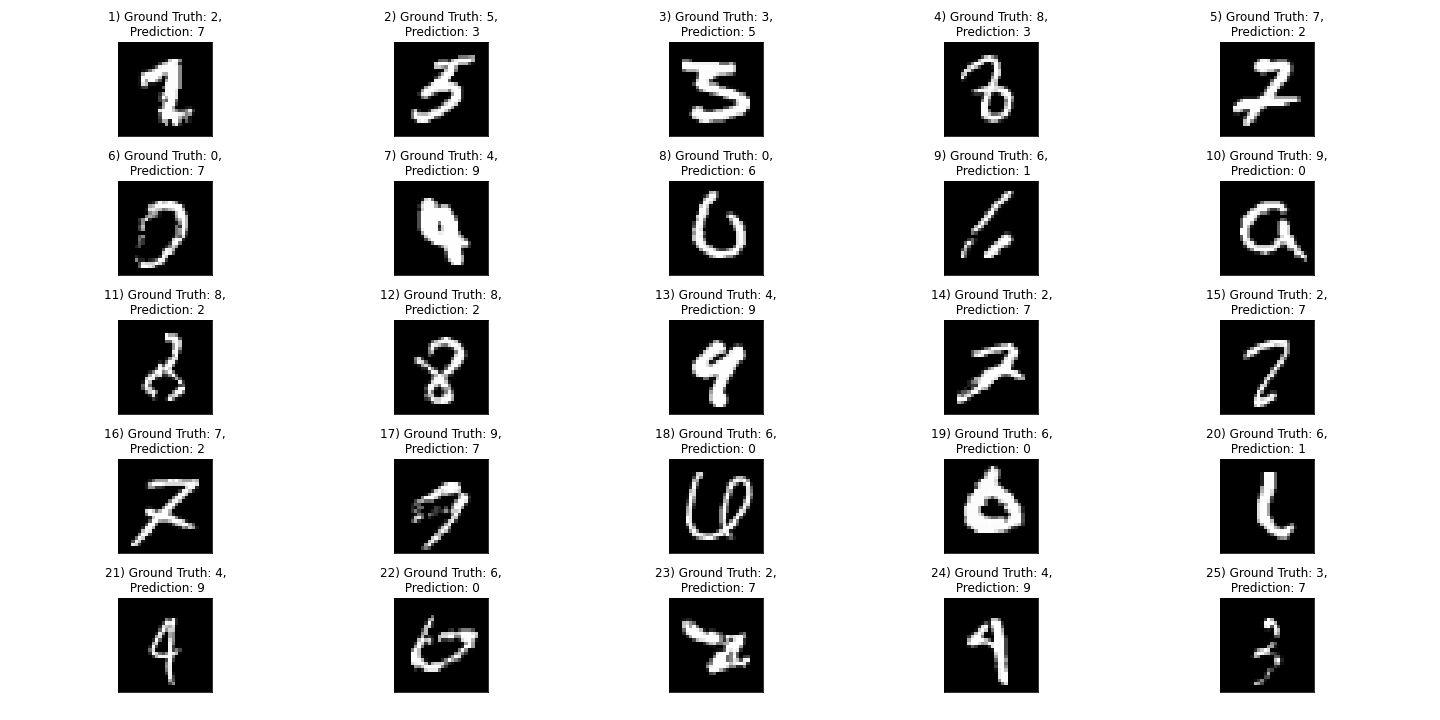 1) Ground Truth: 2,
Prediction: 7
2) Ground Truth: 5,
Prediction: 3
3) Ground Truth: 3,
Prediction: 5
4) Ground Truth: 8,
Prediction: 3
5) Ground Truth: 7,
Prediction: 2
6) Ground Truth: 0,
Prediction: 7
7) Ground Truth: 4,
Prediction: 9
8) Ground Truth: 0,
Prediction: 6
9) Ground Truth: 6,
Prediction: 1
10) Ground Truth: 9,
Prediction: 0
11) Ground Truth: 8,
Prediction: 2
12) Ground Truth: 8,
Prediction: 2
13) Ground Truth: 4,
Prediction: 9
14) Ground Truth: 2,
Prediction: 7
15) Ground Truth: 2,
Prediction: 7
16) Ground Truth: 7,
Prediction: 2
17) Ground Truth: 9,
Prediction: 7
18) Ground Truth: 6,
Prediction: 0
19) Ground Truth: 6,
Prediction: 0
20) Ground Truth: 6,
Prediction: 1
21) Ground Truth: 4,
Prediction: 9
22) Ground Truth: 6,
Prediction: 0
23) Ground Truth: 2,
Prediction: 7
24) Ground Truth: 4,
Prediction: 9
25) Ground Truth: 3,
Prediction: 7